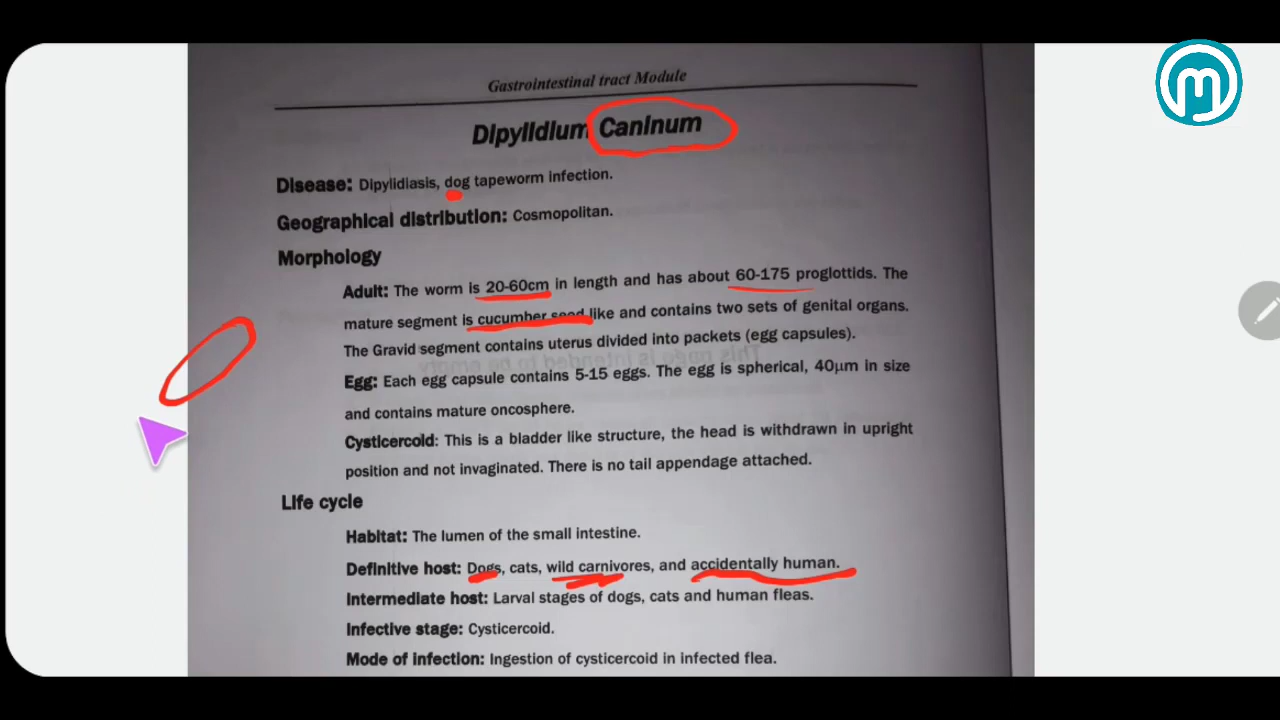 Gastrointestinal tract Module
Dipylidium Caninum
Disease: Dipylidiasis, dog tapeworm infection.
Geographical distribution: Cosmopolitan.
Morphology
Adult: The worm is 20-60cm in length and has about 60-175 proglottids. The
mature segment is cucumber seed like and contains two sets of genital organs.
The Gravid segment contains uterus divided into packets (egg capsules).
This page is intended to be empty
Egg: Each egg capsule contains 5-15 eggs. The egg is spherical, 40µm in size
and contains mature oncosphere.
Cysticercoid: This is a bladder like structure, the head is withdrawn in upright
position and not invaginated. There is no tail appendage attached.
Life cycle
Habitat: The lumen of the small intestine.
Definitive host: Dogs, cats, wild carnivores, and accidentally human.
Intermediate host: Larval stages of dogs, cats and human fleas.
Infective stage: Cysticercoid.
Mode of infection: Ingestion of cysticercoid in infected flea.